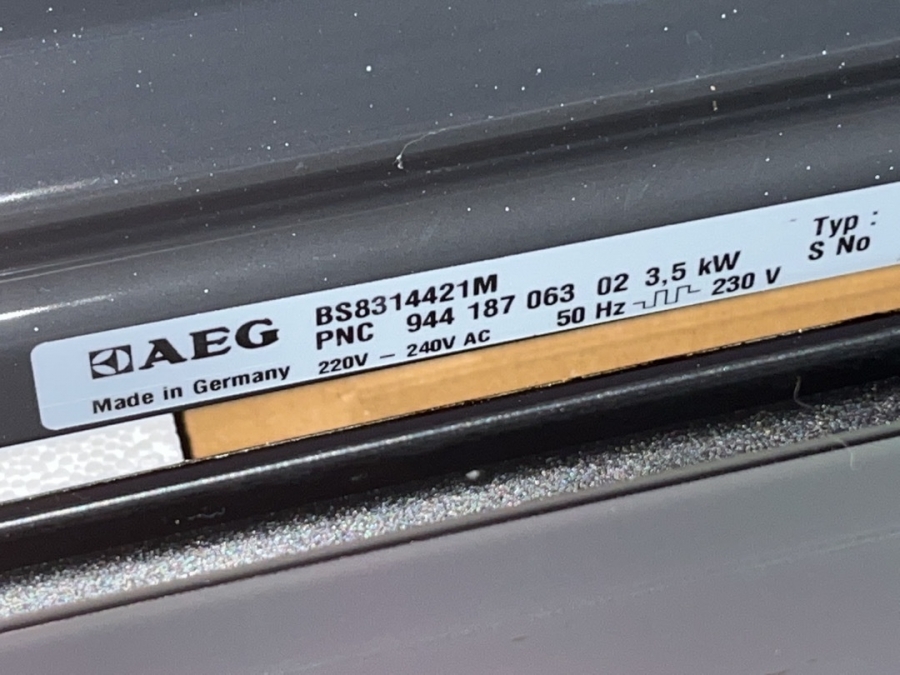 AEG
Made in Germany
BS8314421M
PNC 944 187 063 02 3,5 kW
220V – 240V AC 50 Hz 230 V
Typ :
S No